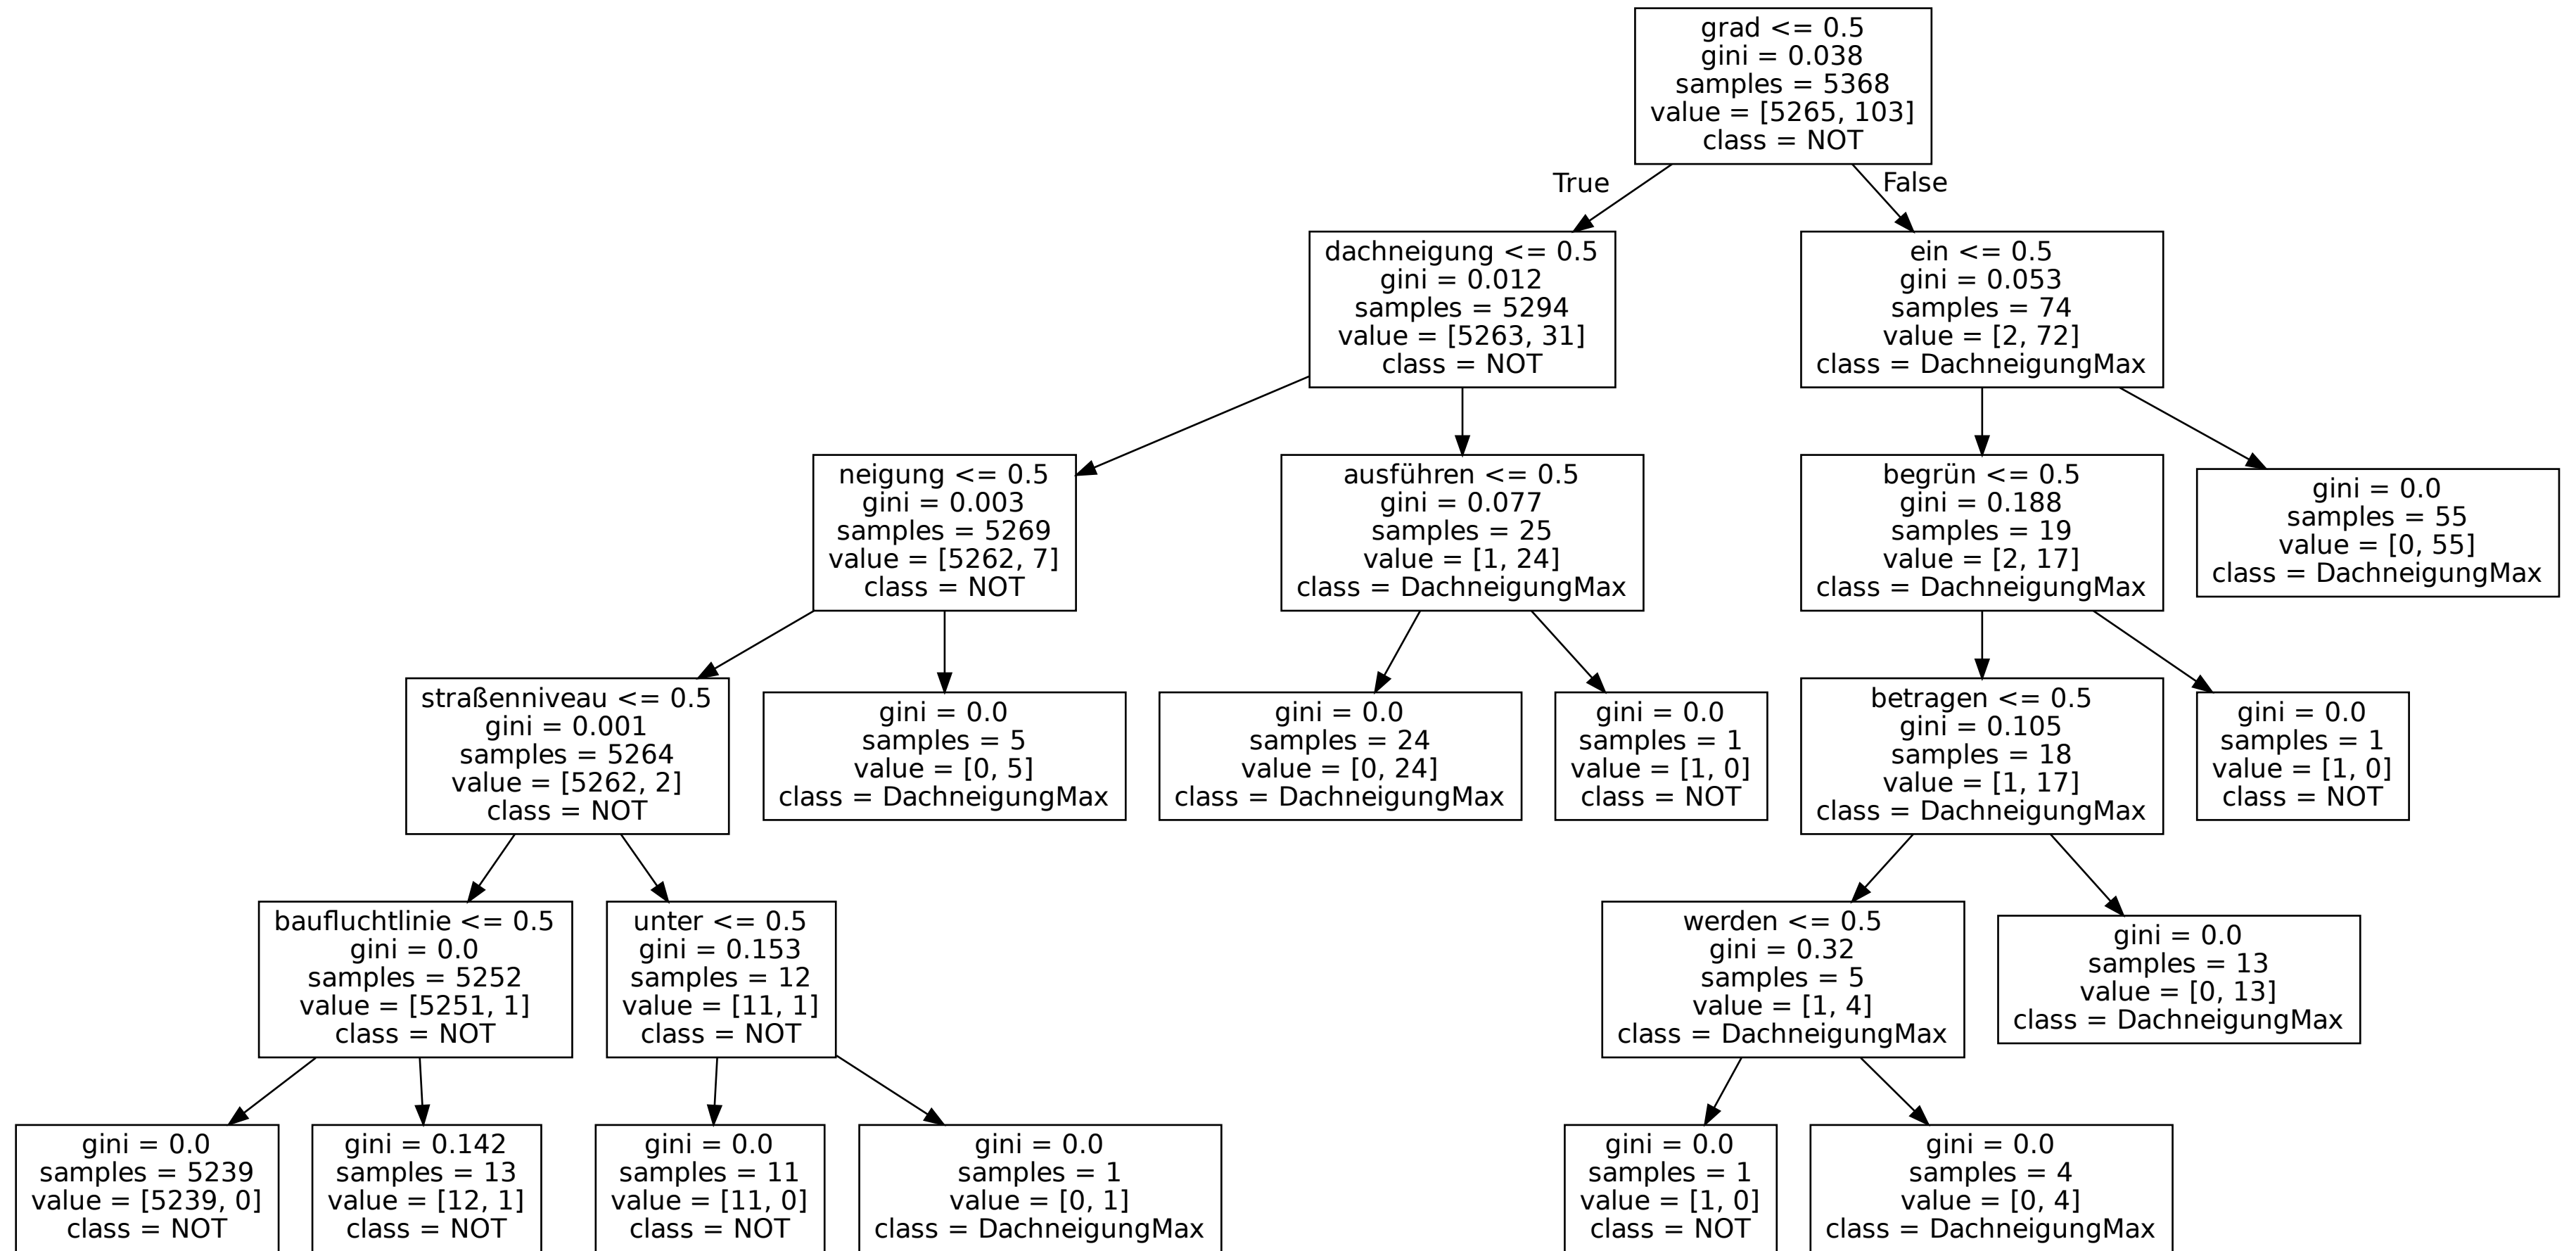 grad <= 0.5
gini = 0.038
samples = 5368
value = [5265, 103]
class = NOT
True
False
dachneigung <= 0.5
gini = 0.012
samples = 5294
value = [5263, 31]
class = NOT
ein <= 0.5
gini = 0.053
samples = 74
value = [2, 72]
class = DachneigungMax
neigung <= 0.5
gini = 0.003
samples = 5269
value = [5262, 7]
class = NOT
ausführen <= 0.5
gini = 0.077
samples = 25
value = [1, 24]
class = DachneigungMax
begrün <= 0.5
gini = 0.188
samples = 19
value = [2, 17]
class = DachneigungMax
gini = 0.0
samples = 55
value = [0, 55]
class = DachneigungMax
straßenniveau <= 0.5
gini = 0.001
samples = 5264
value = [5262, 2]
class = NOT
gini = 0.0
samples = 5
value = [0, 5]
class = DachneigungMax
gini = 0.0
samples = 24
value = [0, 24]
class = DachneigungMax
gini = 0.0
samples = 1
value = [1, 0]
class = NOT
betragen <= 0.5
gini = 0.105
samples = 18
value = [1, 17]
class = DachneigungMax
gini = 0.0
samples = 1
value = [1, 0]
class = NOT
baufluchtlinie <= 0.5
gini = 0.0
samples = 5252
value = [5251, 1]
class = NOT
unter <= 0.5
gini = 0.153
samples = 12
value = [11, 1]
class = NOT
werden <= 0.5
gini = 0.32
samples = 5
value = [1, 4]
class = DachneigungMax
gini = 0.0
samples = 13
value = [0, 13]
class = DachneigungMax
gini = 0.0
samples = 5239
value = [5239, 0]
class = NOT
gini = 0.142
samples = 13
value = [12, 1]
class = NOT
gini = 0.0
samples = 11
value = [11, 0]
class = NOT
gini = 0.0
samples = 1
value = [0, 1]
class = DachneigungMax
gini = 0.0
samples = 1
value = [1, 0]
class = NOT
gini = 0.0
samples = 4
value = [0, 4]
class = DachneigungMax